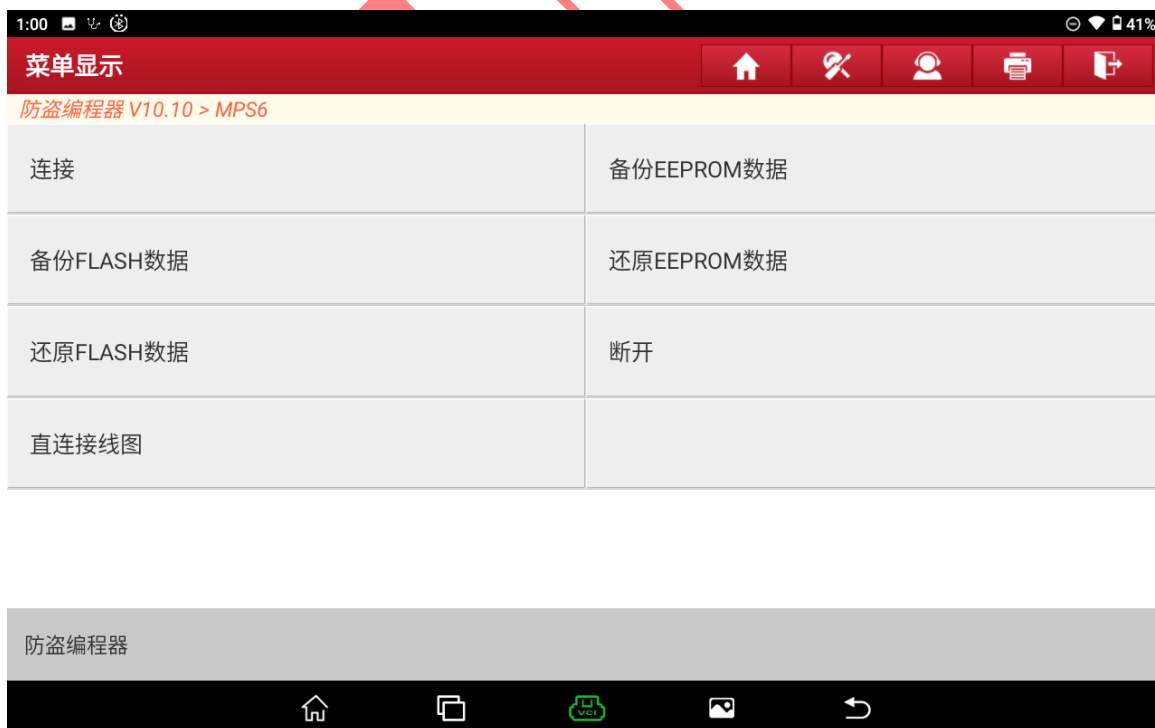 1:00
41%
菜单显示
防盗编程器 V10.10 > MPS6
连接
备份EEPROM数据
备份FLASH数据
还原EEPROM数据
还原FLASH数据
断开
直连接线图
防盗编程器
VCI